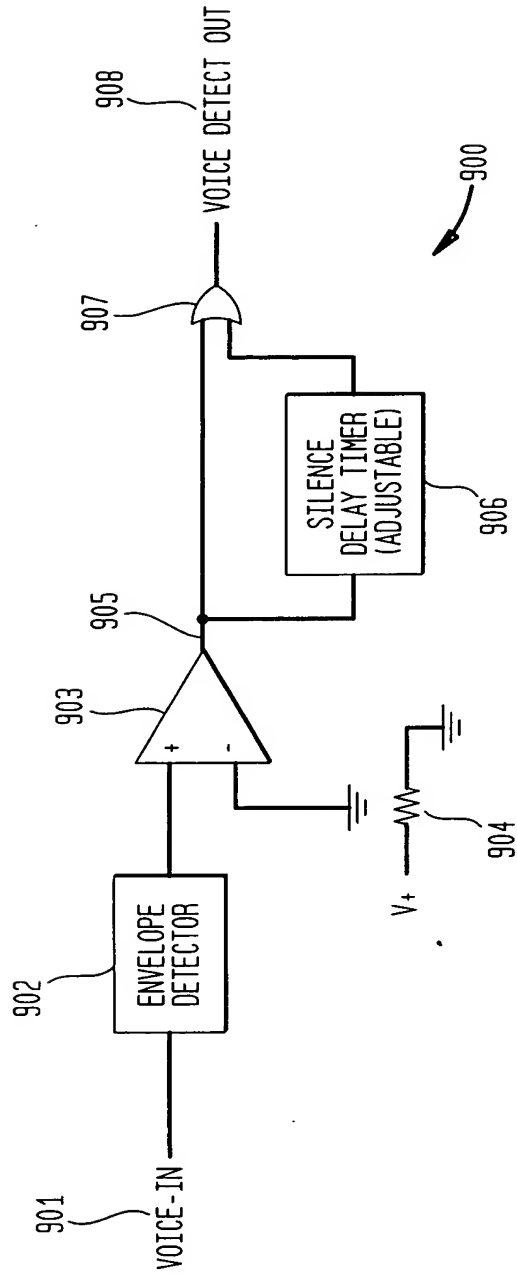 901
VOICE-IN
902
ENVELOPE
DETECTOR
903
+
-
904
V+
905
SILENCE
DELAY TIMER
(ADJUSTABLE)
906
907
908
VOICE DETECT OUT
900